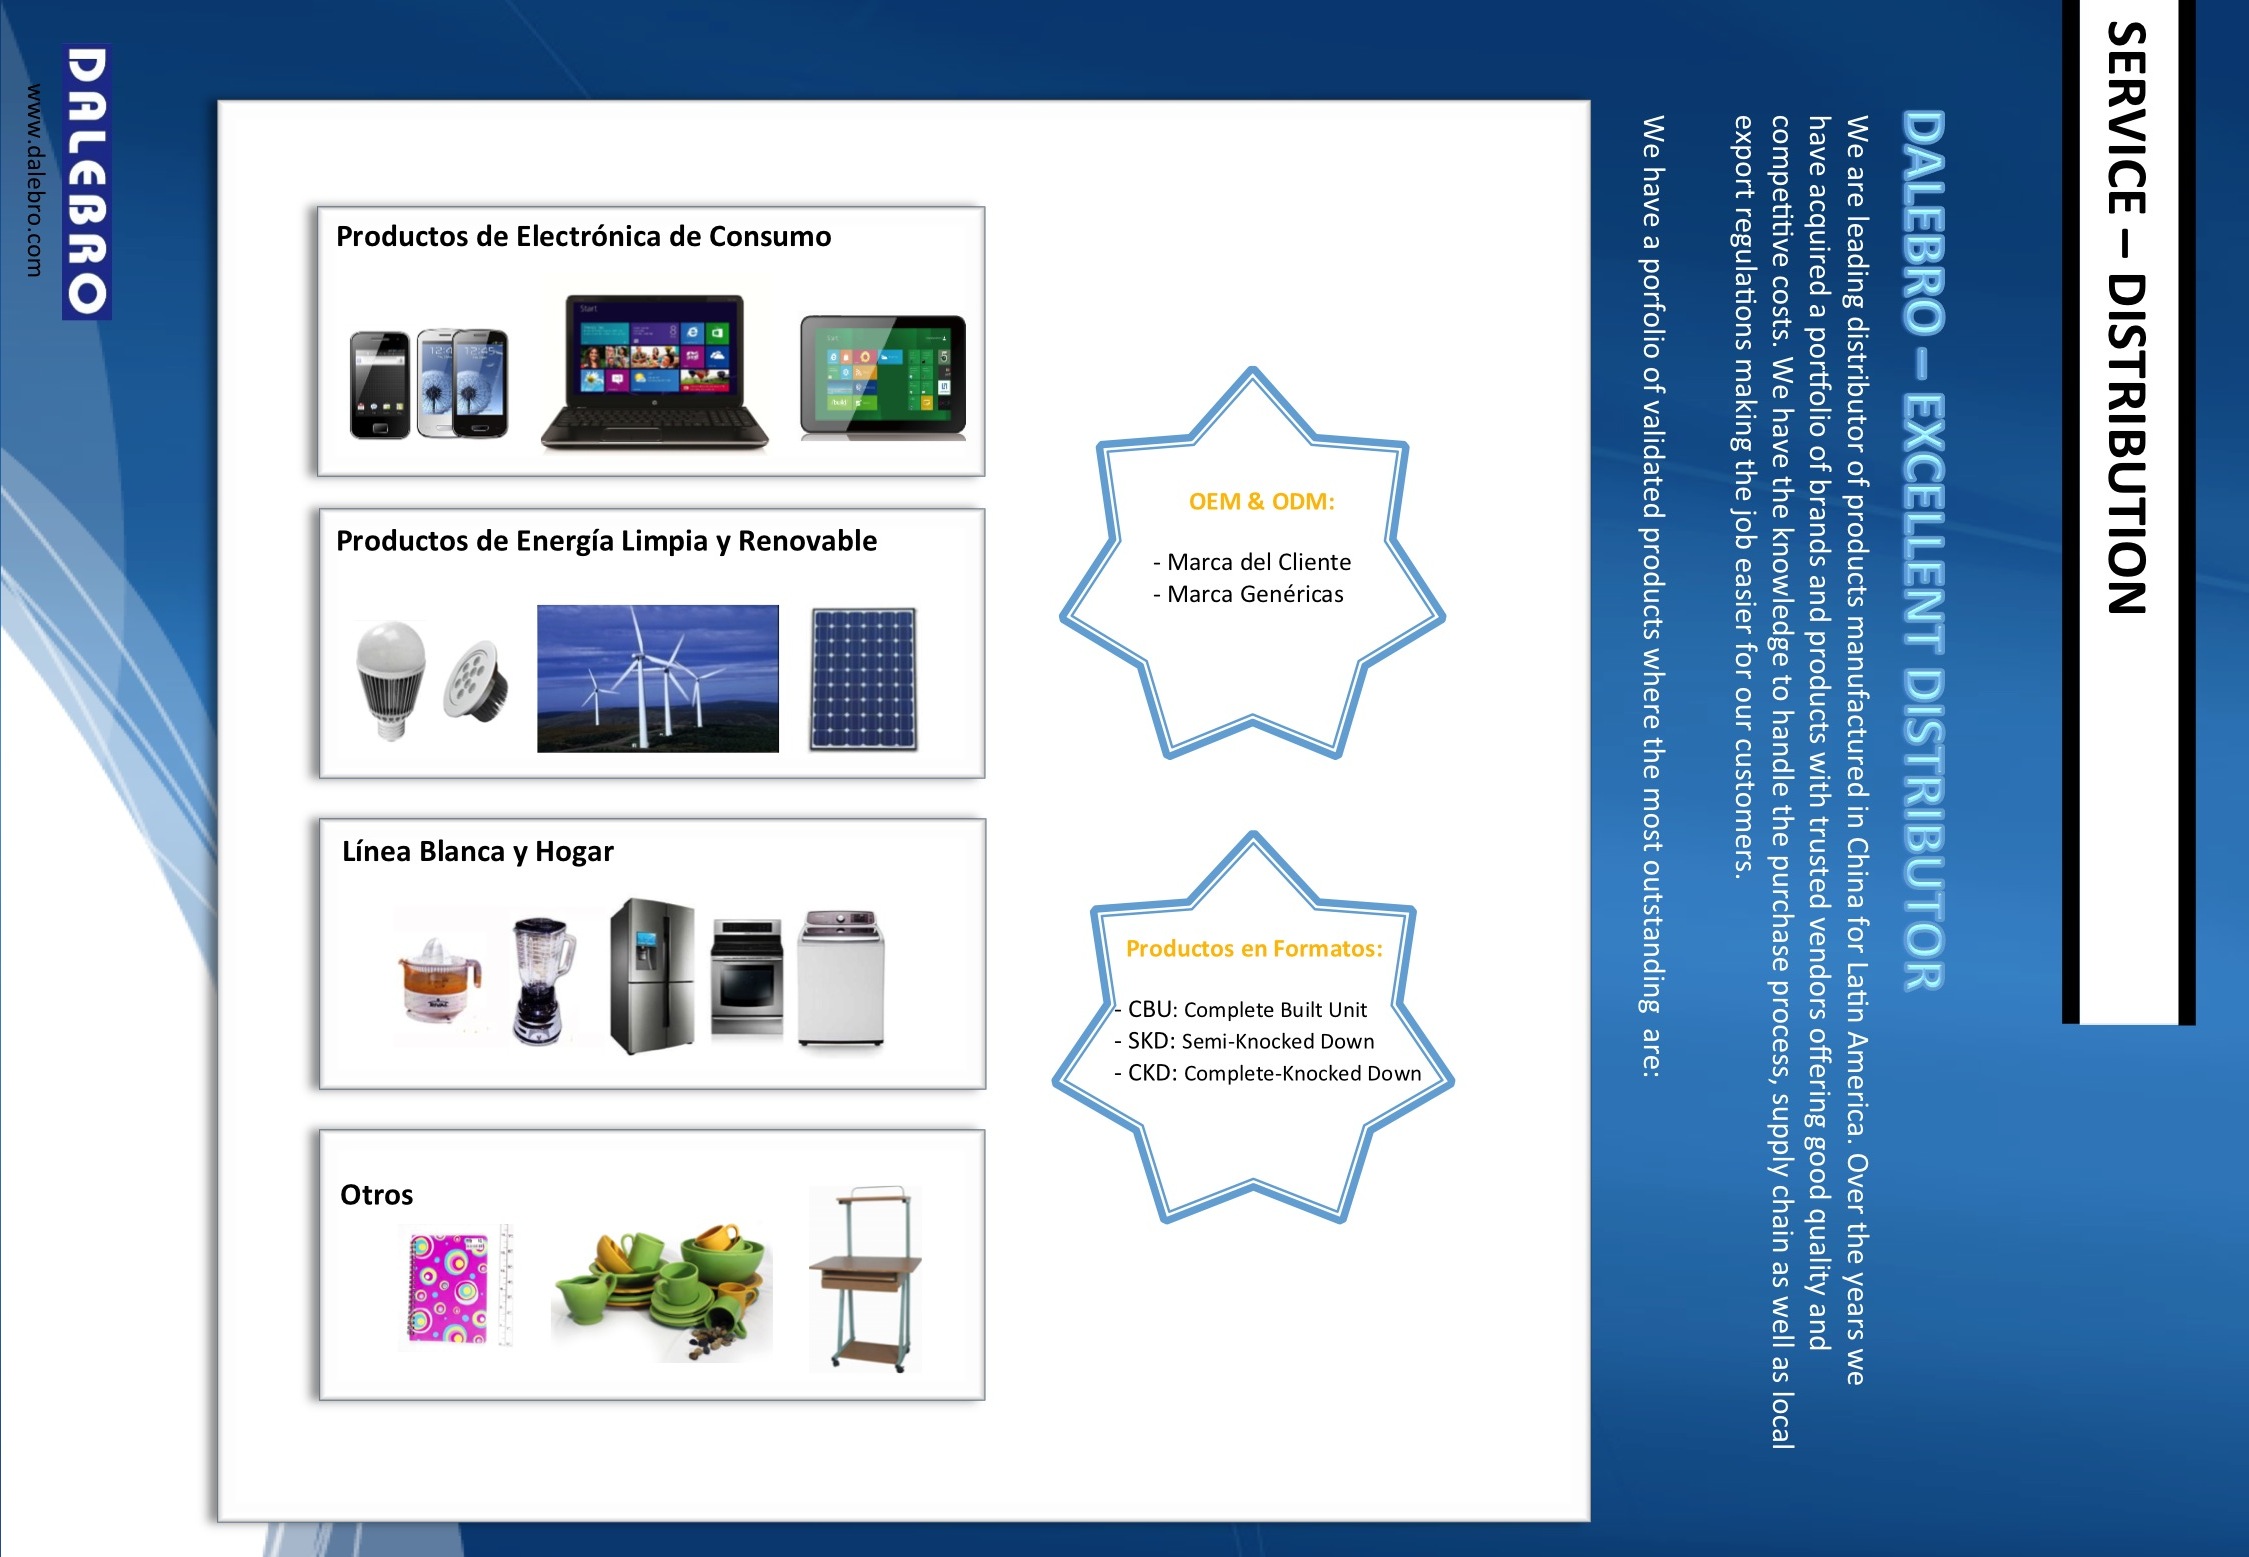 SERVICE – DISTRIBUTION
DALEBRO – EXCELLENT DISTRIBUTOR
We are leading distributor of products manufactured in China for Latin America. Over the years we
have acquired a portfolio of brands and products with trusted vendors offering good quality and
competitive costs. We have the knowledge to handle the purchase process, supply chain as well as local
export regulations making the job easier for our customers.
We have a porfolio of validated products where the most outstanding are:
Productos de Electrónica de Consumo
Start
12:45
Productos de Energía Limpia y Renovable
Línea Blanca y Hogar
RIVAL
Otros
OEM & ODM:
- Marca del Cliente
- Marca Genéricas
Productos en Formatos:
- CBU: Complete Built Unit
- SKD: Semi-Knocked Down
- CKD: Complete-Knocked Down
DALEBRO
www.dalebro.com